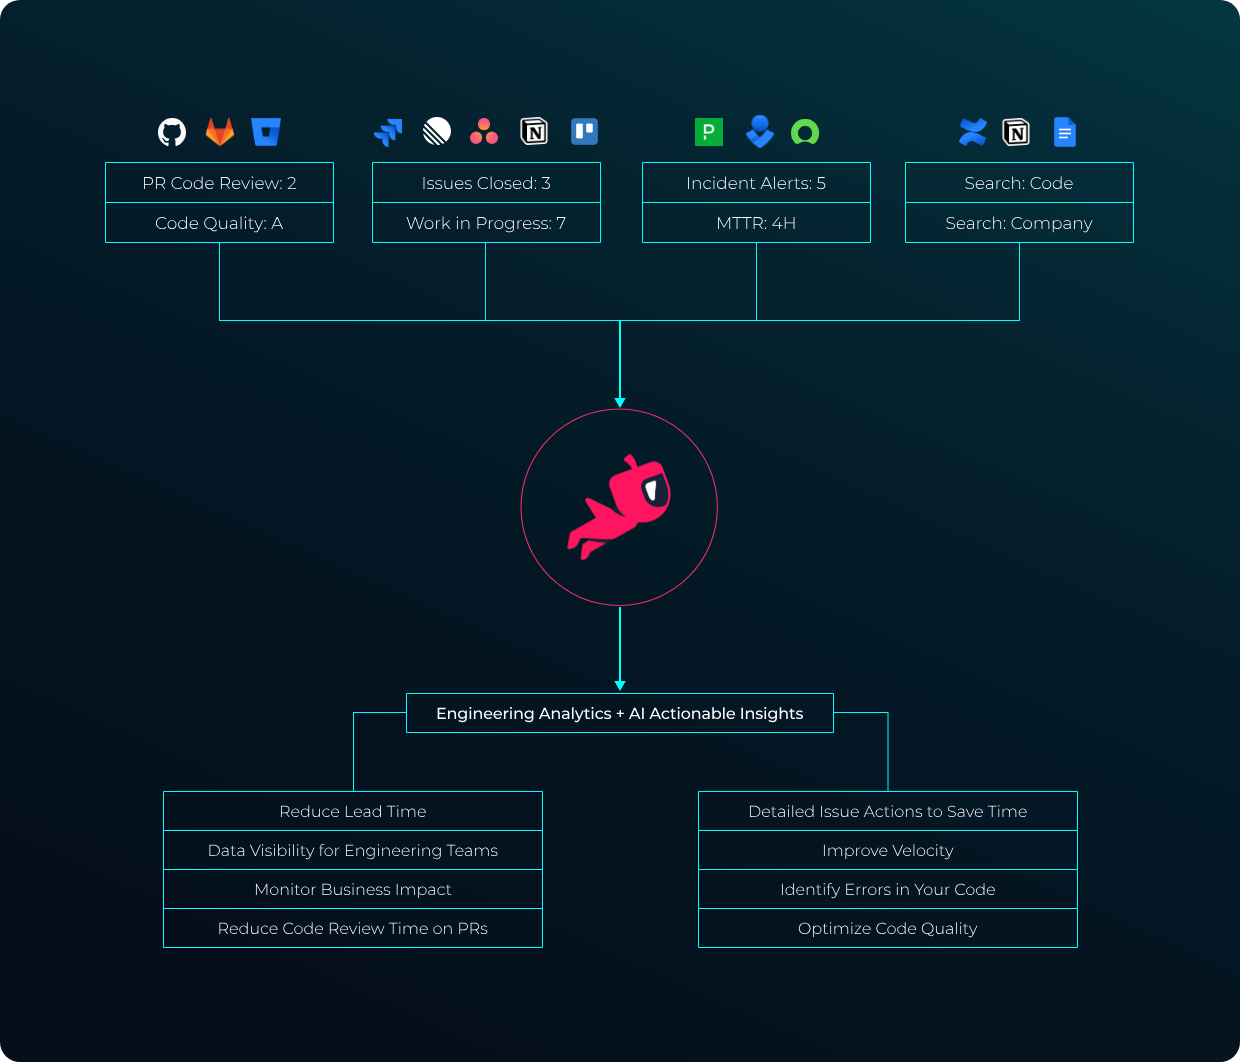 PR Code Review: 2
Code Quality: A
Issues Closed: 3
Work in Progress: 7
Incident Alerts: 5
MTTR: 4H
Search: Code
Search: Company
Engineering Analytics + AI Actionable Insights
Reduce Lead Time
Data Visibility for Engineering Teams
Monitor Business Impact
Reduce Code Review Time on PRs
Detailed Issue Actions to Save Time
Improve Velocity
Identify Errors in Your Code
Optimize Code Quality